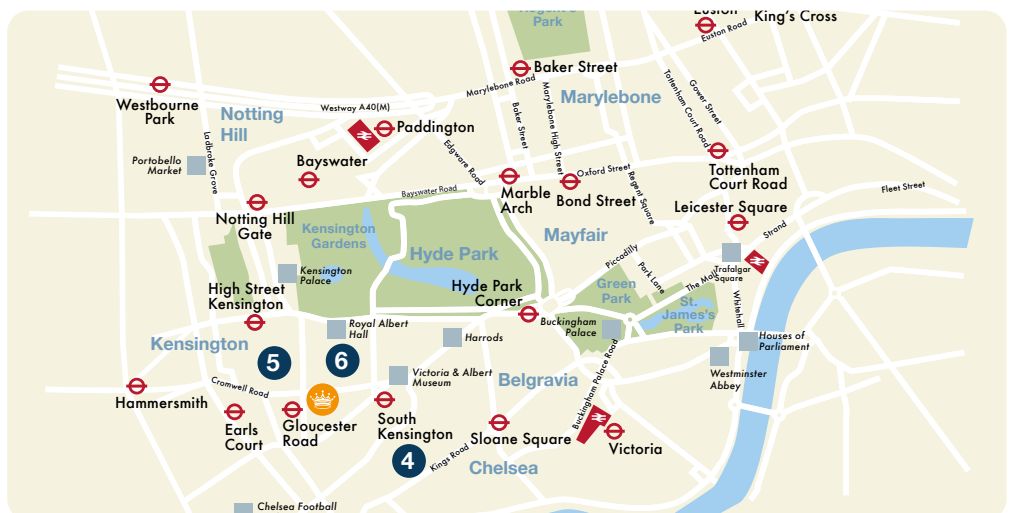 Regent's
Park
Euston
King's Cross
Euston Road
Baker Street
Marylebone Road
Westbourne
Park
Notting
Hill
Westway A40(M)
Marylebone
Gower Street
Tottenham Court Road
Baker Street
Marylebone High Street
Paddington
Ladbroke Grove
Portobello
Market
Bayswater
Edgware Road
Tottenham
Court Road
Oxford Street
Regent Square
Bayswater Road
Marble
Arch
Bond Street
Fleet Street
Leicester Square
Notting Hill
Gate
Kensington
Gardens
Hyde Park
Mayfair
Strand
Piccadilly
Trafalgar
Square
Kensington
Palace
Park Lane
The Mall
High Street
Kensington
Hyde Park
Corner
Green
Park
St.
James's
Park
Whitehall
Royal Albert
Hall
Buckingham
Palace
Harrods
Houses of
Parliament
Kensington
5
6
Victoria & Albert
Museum
Belgravia
Buckingham Palace Road
Westminster
Abbey
Hammersmith
Cromwell Road
Earls
Court
Gloucester
Road
South
Kensington
Sloane Square
Victoria
4
Kings Road
Chelsea
Chelsea Football